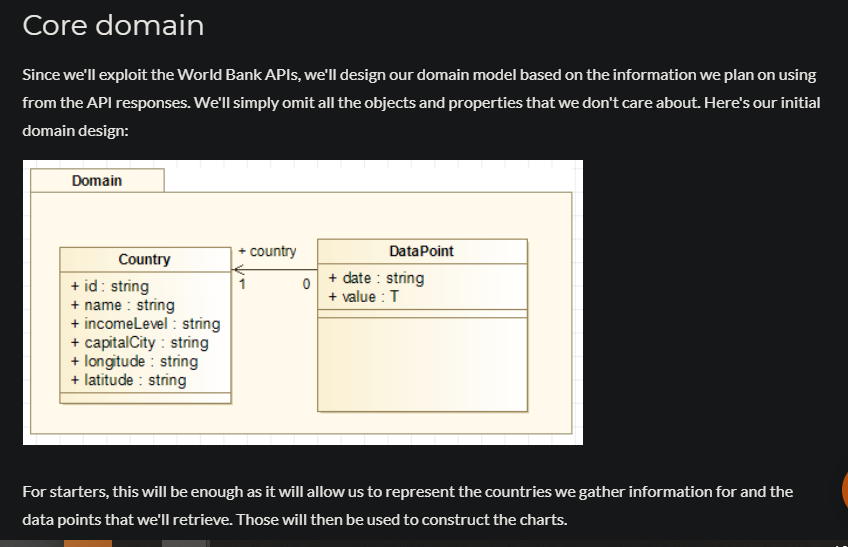 Core domain
Since we'll exploit the World Bank APIs, we'll design our domain model based on the information we plan on using
from the API responses. We'll simply omit all the objects and properties that we don't care about. Here's our initial
domain design:
Domain
Country
+ id : string
+ name : string
+ incomeLevel : string
+ capitalCity : string
+ longitude : string
+ latitude : string
+ country
1
0
DataPoint
+ date : string
+ value : T
For starters, this will be enough as it will allow us to represent the countries we gather information for and the
data points that we'll retrieve. Those will then be used to construct the charts.